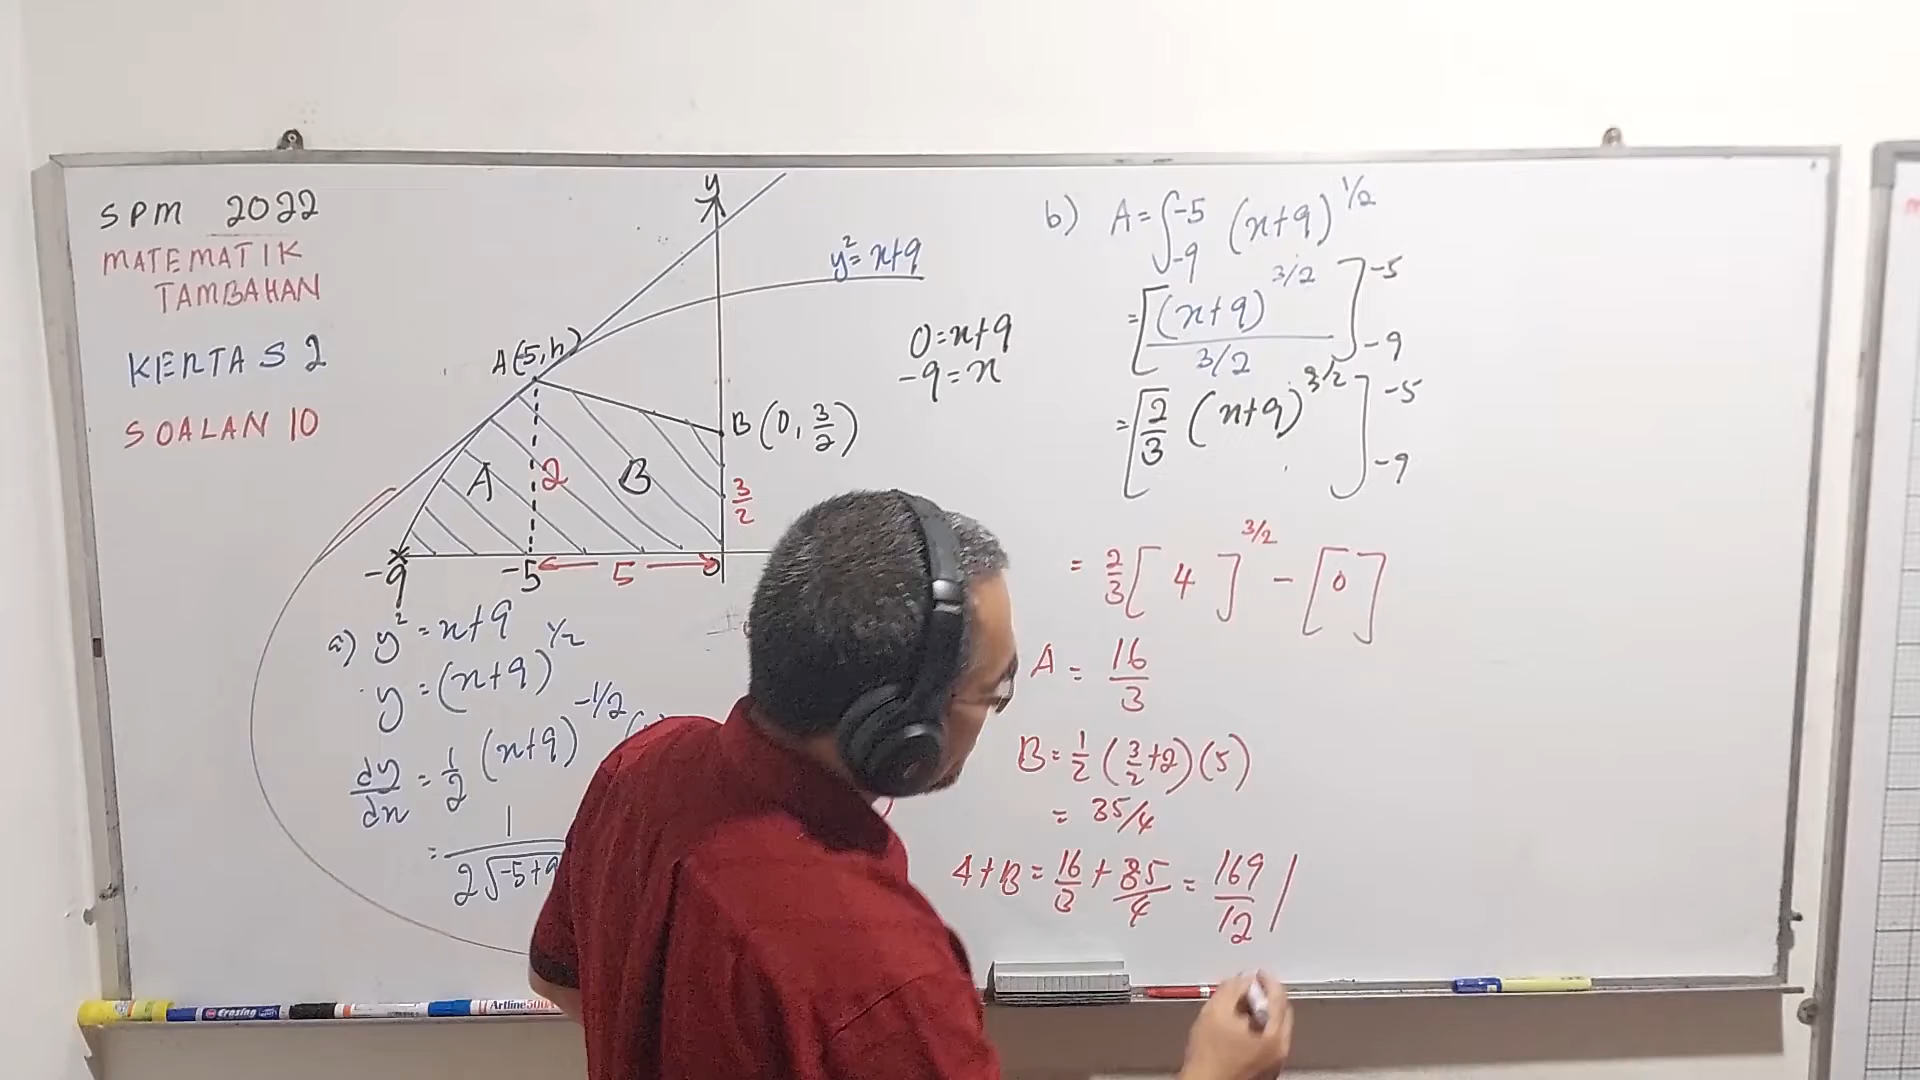 SPM 2022
MATEMATIK
TAMBAHAN
KERTAS 2
SOALAN 10
y
y² = x+9
A(-5,h)
B (0, 3/2)
A
2
B
3/2
-9
-5
5
0
0 = x+9
-9 = x
a) y² = x+9
y = (x+9)^1/2
dy/dx = 1/2 (x+9)^-1/2
= 1/2√-5+9
b) A = ∫-5 -9 (x+9)^1/2
= [(x+9)^3/2 / 3/2]-5 -9
= [2/3 (x+9)^3/2]-5 -9
= 2/3 [4]^3/2 - [0]
A = 16/3
B = 1/2 (3/2+2)(5)
= 35/4
A+B = 16/3 + 35/4 = 169/12 /
Erasing
Artline 500A